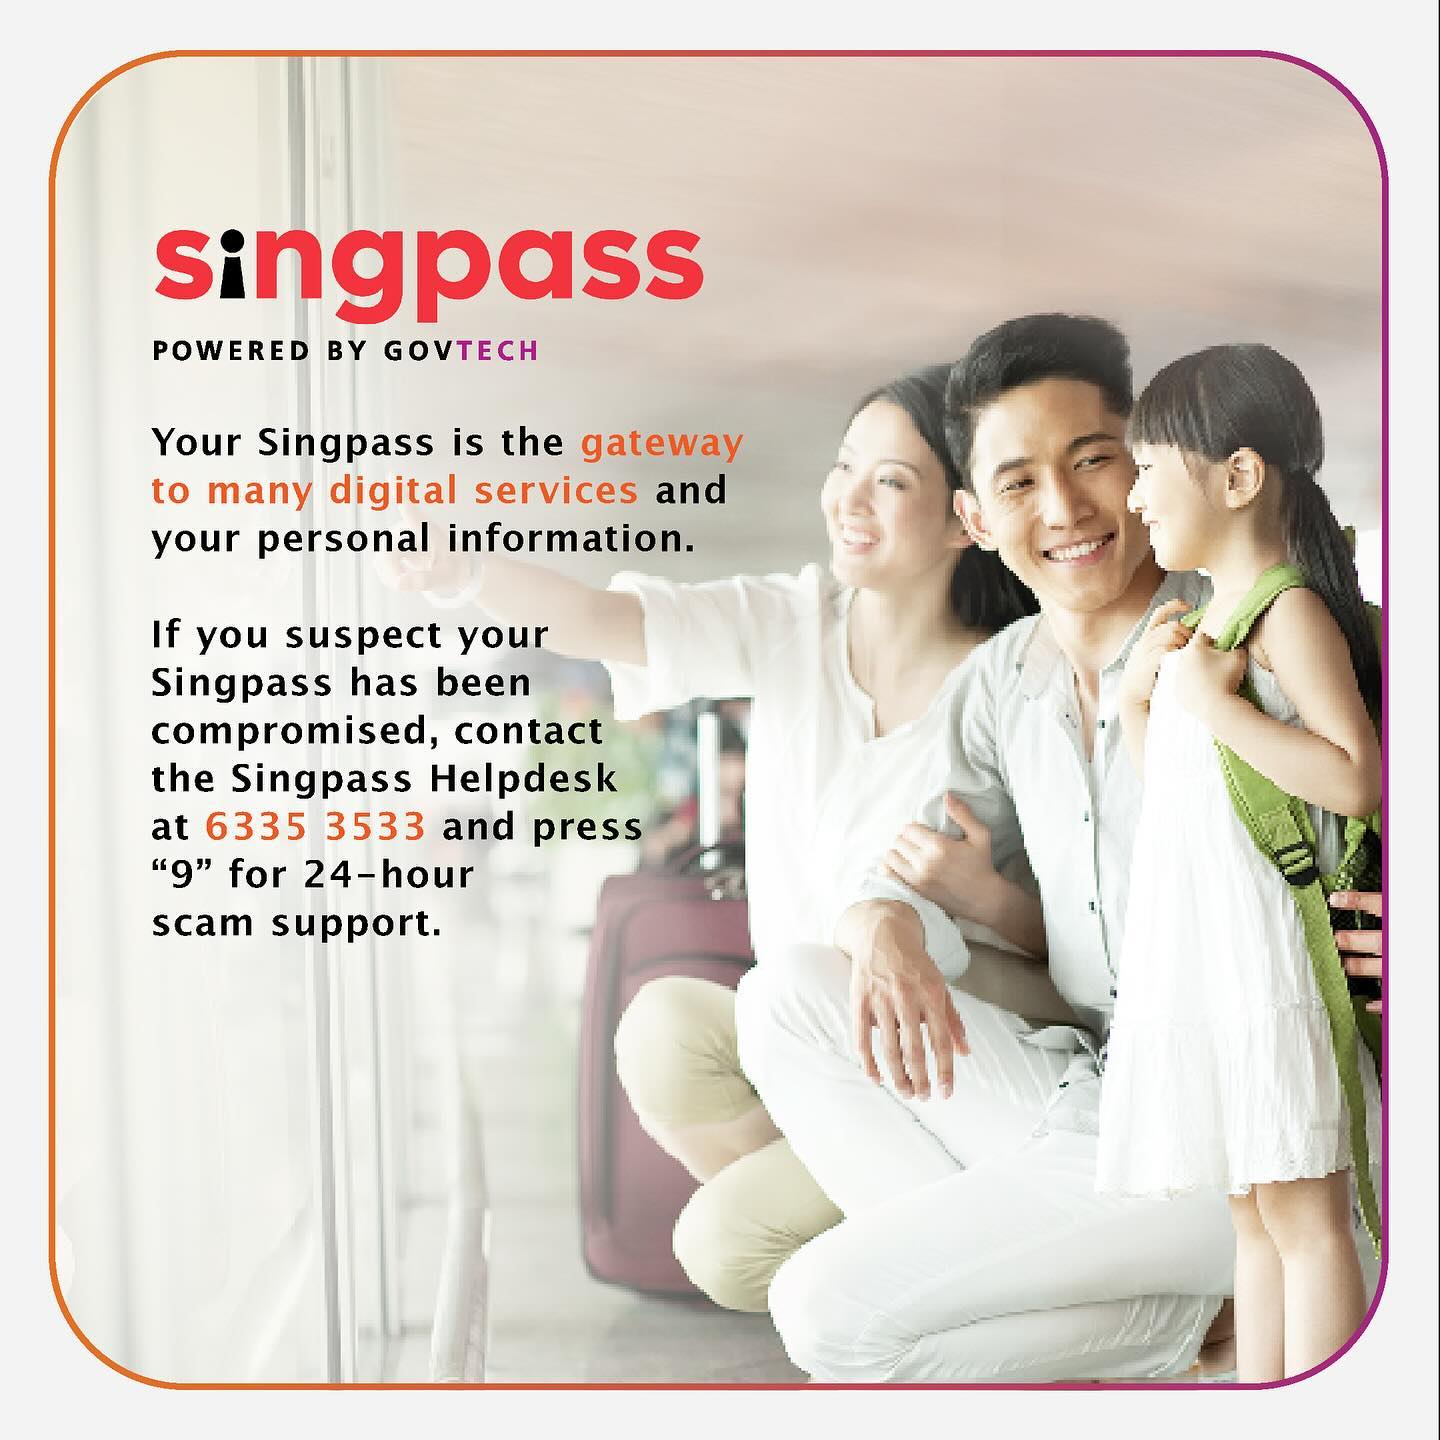 singpass
POWERED BY GOVTECH
Your Singpass is the gateway
to many digital services and
your personal information.
If you suspect your
Singpass has been
compromised, contact
the Singpass Helpdesk
at 6335 3533 and press
“9” for 24-hour
scam support.